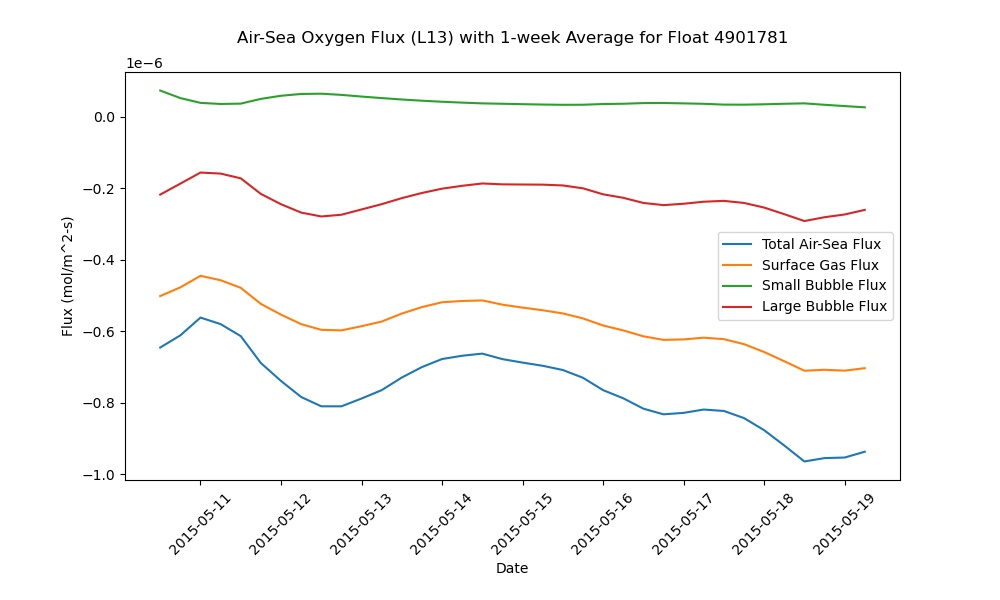 Air-Sea Oxygen Flux (L13) with 1-week Average for Float 4901781
1e−6
0.0
−0.2
−0.4
−0.6
−0.8
−1.0
Flux (mol/m^2-s)
Total Air-Sea Flux
Surface Gas Flux
Small Bubble Flux
Large Bubble Flux
2015-05-11
2015-05-12
2015-05-13
2015-05-14
2015-05-15
2015-05-16
2015-05-17
2015-05-18
2015-05-19
Date